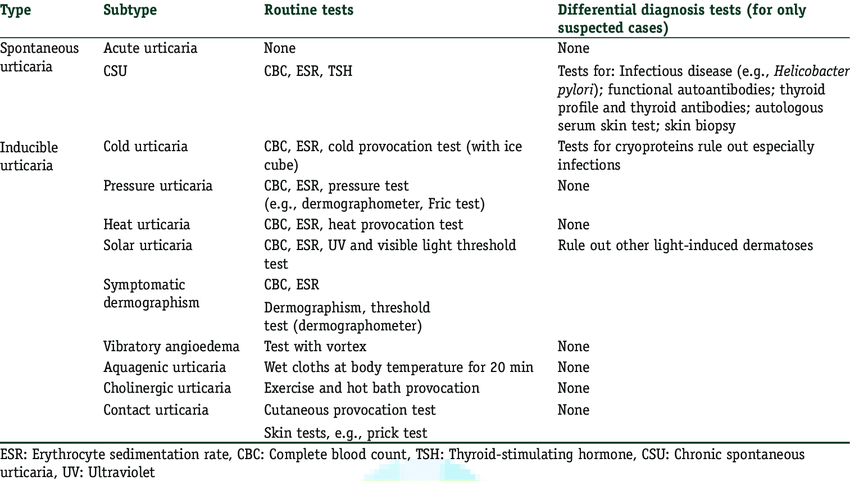 Type Subtype Routine tests Differential diagnosis tests (for only
suspected cases)
Spontaneous Acute urticaria None None
urticaria CSU CBC, ESR, TSH Tests for: Infectious disease (e.g., Helicobacter
pylori); functional autoantibodies; thyroid
profile and thyroid antibodies; autologous
serum skin test; skin biopsy
Inducible Cold urticaria CBC, ESR, cold provocation test (with ice Tests for cryoproteins rule out especially
urticaria cube) infections
Pressure urticaria CBC, ESR, pressure test None
(e.g., dermographometer, Fric test)
Heat urticaria CBC, ESR, heat provocation test None
Solar urticaria CBC, ESR, UV and visible light threshold Rule out other light-induced dermatoses
test
Symptomatic CBC, ESR
dermographism Dermographism, threshold
test (dermographometer)
Vibratory angioedema Test with vortex None
Aquagenic urticaria Wet cloths at body temperature for 20 min None
Cholinergic urticaria Exercise and hot bath provocation None
Contact urticaria Cutaneous provocation test None
Skin tests, e.g., prick test
ESR: Erythrocyte sedimentation rate, CBC: Complete blood count, TSH: Thyroid-stimulating hormone, CSU: Chronic spontaneous
urticaria, UV: Ultraviolet